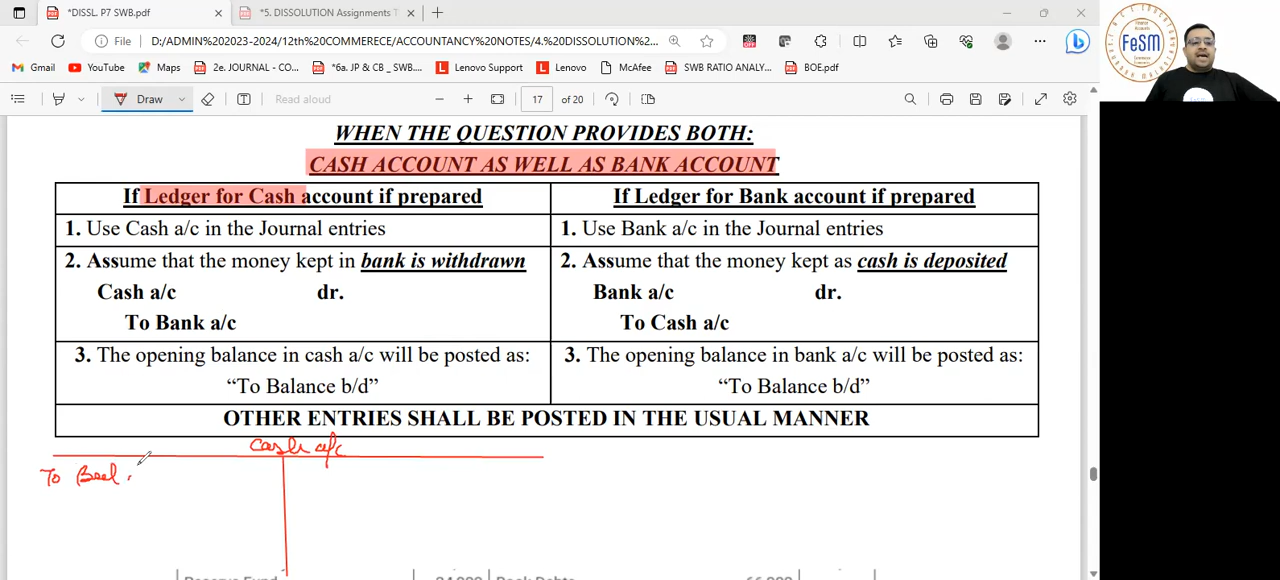 *DISSL. P7 SWB.pdf
*5. DISSOLUTION Assignments T
File
D:/ADMIN%202023-2024/12th%20COMMERCE/ACCOUNTANCY%20NOTES/4.%20DISSOLUTION%...
Gmail YouTube Maps 2E. JOURNAL - CO... *6a. JP & CB _ SWB.... Lenovo Support Lenovo McAfee SWB RATIO ANALY... BOE.pdf
Draw Read aloud 17 of 20
FeSM
WHEN THE QUESTION PROVIDES BOTH:
CASH ACCOUNT AS WELL AS BANK ACCOUNT
If Ledger for Cash account if prepared
If Ledger for Bank account if prepared
1. Use Cash a/c in the Journal entries
1. Use Bank a/c in the Journal entries
2. Assume that the money kept in bank is withdrawn
Cash a/c dr.
To Bank a/c
2. Assume that the money kept as cash is deposited
Bank a/c dr.
To Cash a/c
3. The opening balance in cash a/c will be posted as:
“To Balance b/d”
3. The opening balance in bank a/c will be posted as:
“To Balance b/d”
OTHER ENTRIES SHALL BE POSTED IN THE USUAL MANNER
Cash a/c
To Bal.